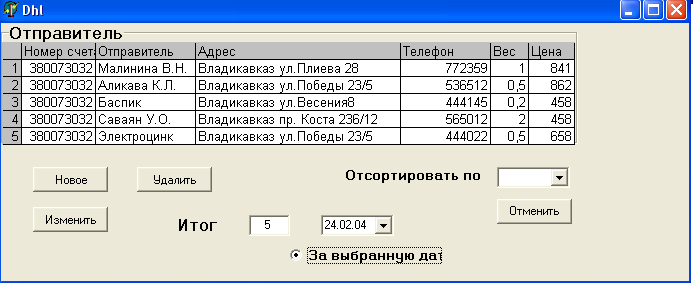 Dhl
Отправитель
Номер счета Отправитель Адрес Телефон Вес Цена
1 380073032 Малинина В.Н. Владикавказ ул.Плиева 28 772359 1 841
2 380073032 Аликава К.Л. Владикавказ ул.Победы 23/5 536512 0,5 862
3 380073032 Баспик Владикавказ ул.Весения8 444145 0,2 458
4 380073032 Саваян У.О. Владикавказ пр. Коста 236/12 565012 2 458
5 380073032 Электроцинк Владикавказ ул.Победы 23/5 444022 0,5 658
Новое Удалить Отсортировать по
Изменить Итог 5 24.02.04 Отменить
За выбранную дат